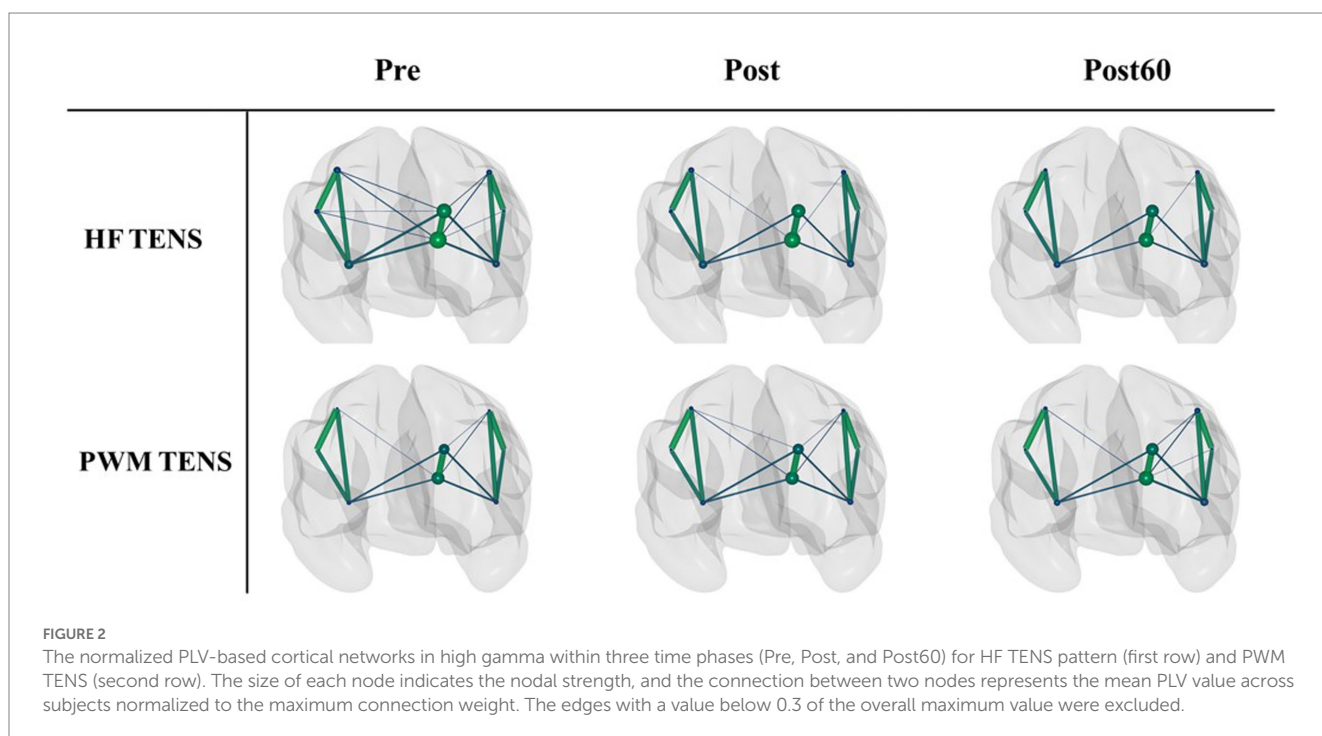 Pre Post Post60
HF TENS
PWM TENS
FIGURE 2
The normalized PLV-based cortical networks in high gamma within three time phases (Pre, Post, and Post60) for HF TENS pattern (first row) and PWM
TENS (second row). The size of each node indicates the nodal strength, and the connection between two nodes represents the mean PLV value across
subjects normalized to the maximum connection weight. The edges with a value below 0.3 of the overall maximum value were excluded.